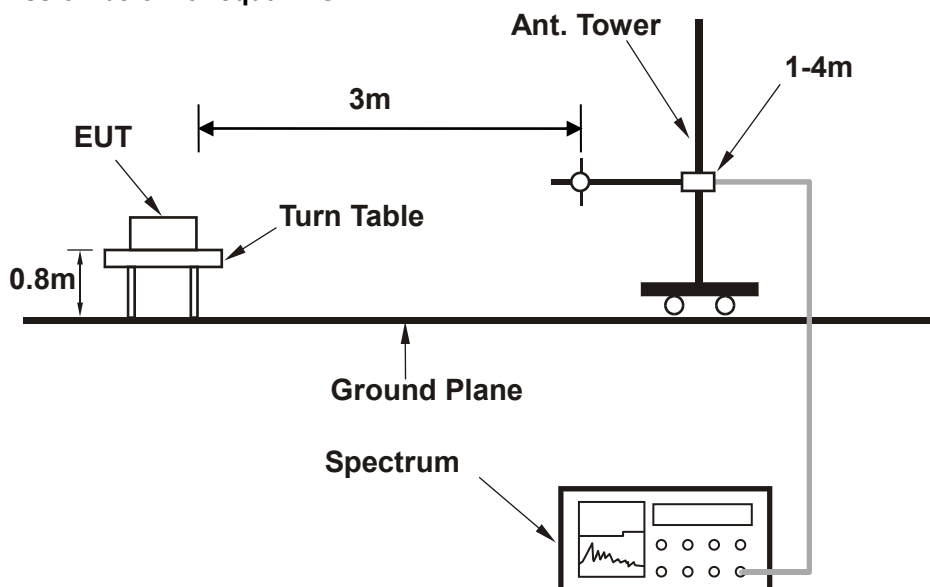 Ant. Tower
1-4m
3m
EUT
Turn Table
0.8m
Ground Plane
Spectrum